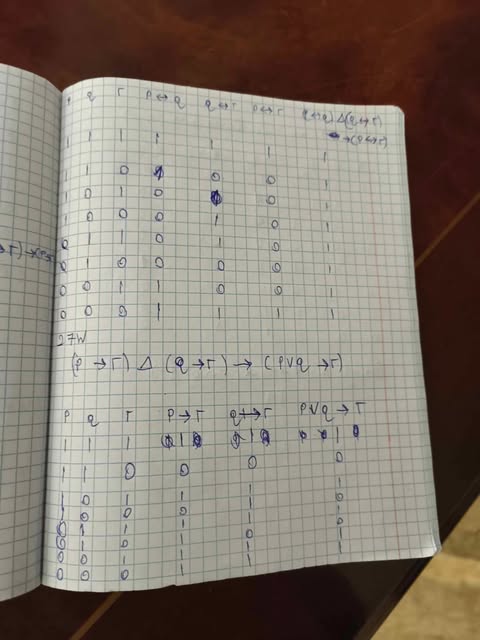 P q r p↔q q↔r p↔r (p↔q) Δ (q↔r)
→ (p↔r)
1 1 1 1 1 1 1
1 1 0 0 0 1
1 0 1 0 0 1
1 0 0 0 1 0 1
0 1 1 0 1 0 1
0 1 0 0 0 0 1
0 0 1 1 0 0 1
0 0 0 1 1 1 1
27W
(p → r) Δ (q → r) → (p∨q → r)
P q r p→r q→r p∨q → r
1 1 1 1 1 1
1 1 0 0 0 0
1 0 1 1 1 1
1 0 0 0 1 0
0 1 1 1 1 1
0 1 0 1 0 0
0 0 1 1 1 1
0 0 0 1 1 1